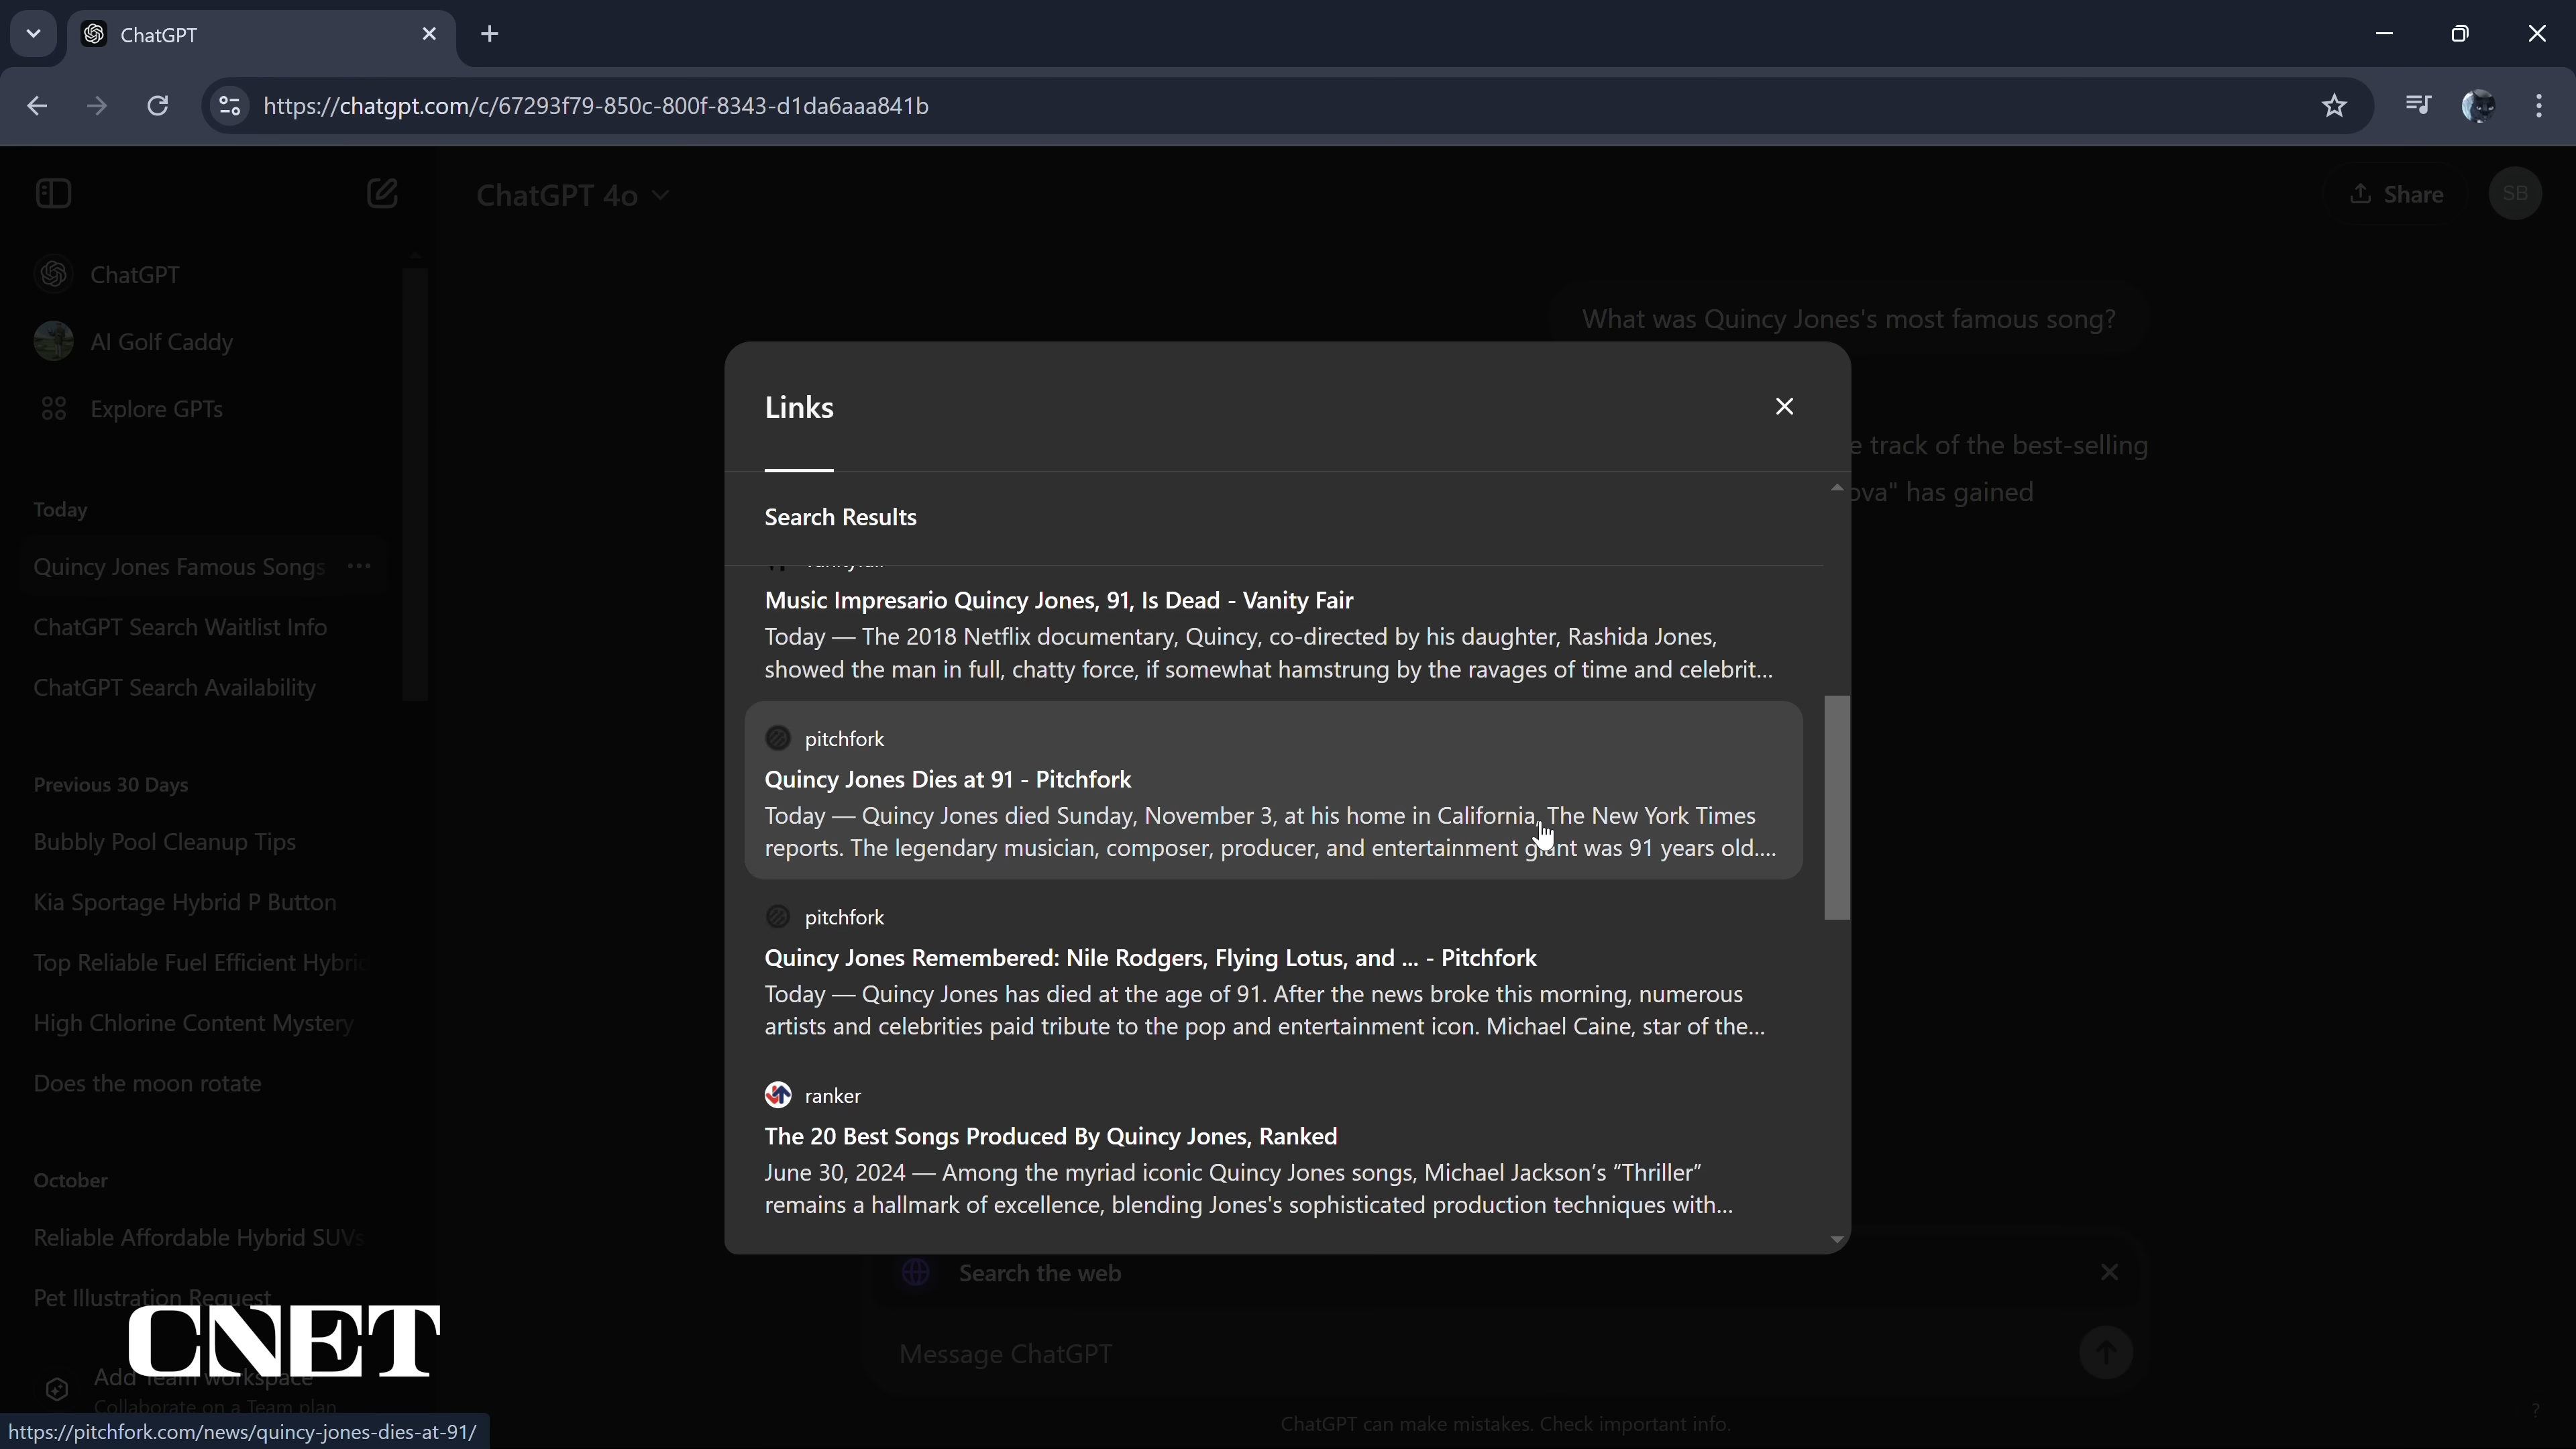 ChatGPT
https://chatgpt.com/c/67293f79-850c-800f-8343-d1da6aaa841b
ChatGPT 4o
Share
SB
ChatGPT
AI Golf Caddy
Explore GPTs
Today
Quincy Jones Famous Songs
ChatGPT Search Waitlist Info
ChatGPT Search Availability
Previous 30 Days
Bubbly Pool Cleanup Tips
Kia Sportage Hybrid P Button
Top Reliable Fuel Efficient Hybrid
High Chlorine Content Mystery
Does the moon rotate
October
Reliable Affordable Hybrid SUVs
Pet Illustration Request
CNET
Add Team workspace
Collaborate on a Team plan
https://pitchfork.com/news/quincy-jones-dies-at-91/
What was Quincy Jones's most famous song?
e track of the best-selling
ova" has gained
Links
Search Results
Music Impresario Quincy Jones, 91, Is Dead - Vanity Fair
Today — The 2018 Netflix documentary, Quincy, co-directed by his daughter, Rashida Jones,
showed the man in full, chatty force, if somewhat hamstrung by the ravages of time and celebrit...
pitchfork
Quincy Jones Dies at 91 - Pitchfork
Today — Quincy Jones died Sunday, November 3, at his home in California, The New York Times
reports. The legendary musician, composer, producer, and entertainment giant was 91 years old....
pitchfork
Quincy Jones Remembered: Nile Rodgers, Flying Lotus, and ... - Pitchfork
Today — Quincy Jones has died at the age of 91. After the news broke this morning, numerous
artists and celebrities paid tribute to the pop and entertainment icon. Michael Caine, star of the...
ranker
The 20 Best Songs Produced By Quincy Jones, Ranked
June 30, 2024 — Among the myriad iconic Quincy Jones songs, Michael Jackson's “Thriller”
remains a hallmark of excellence, blending Jones's sophisticated production techniques with...
Search the web
Message ChatGPT
ChatGPT can make mistakes. Check important info.
?